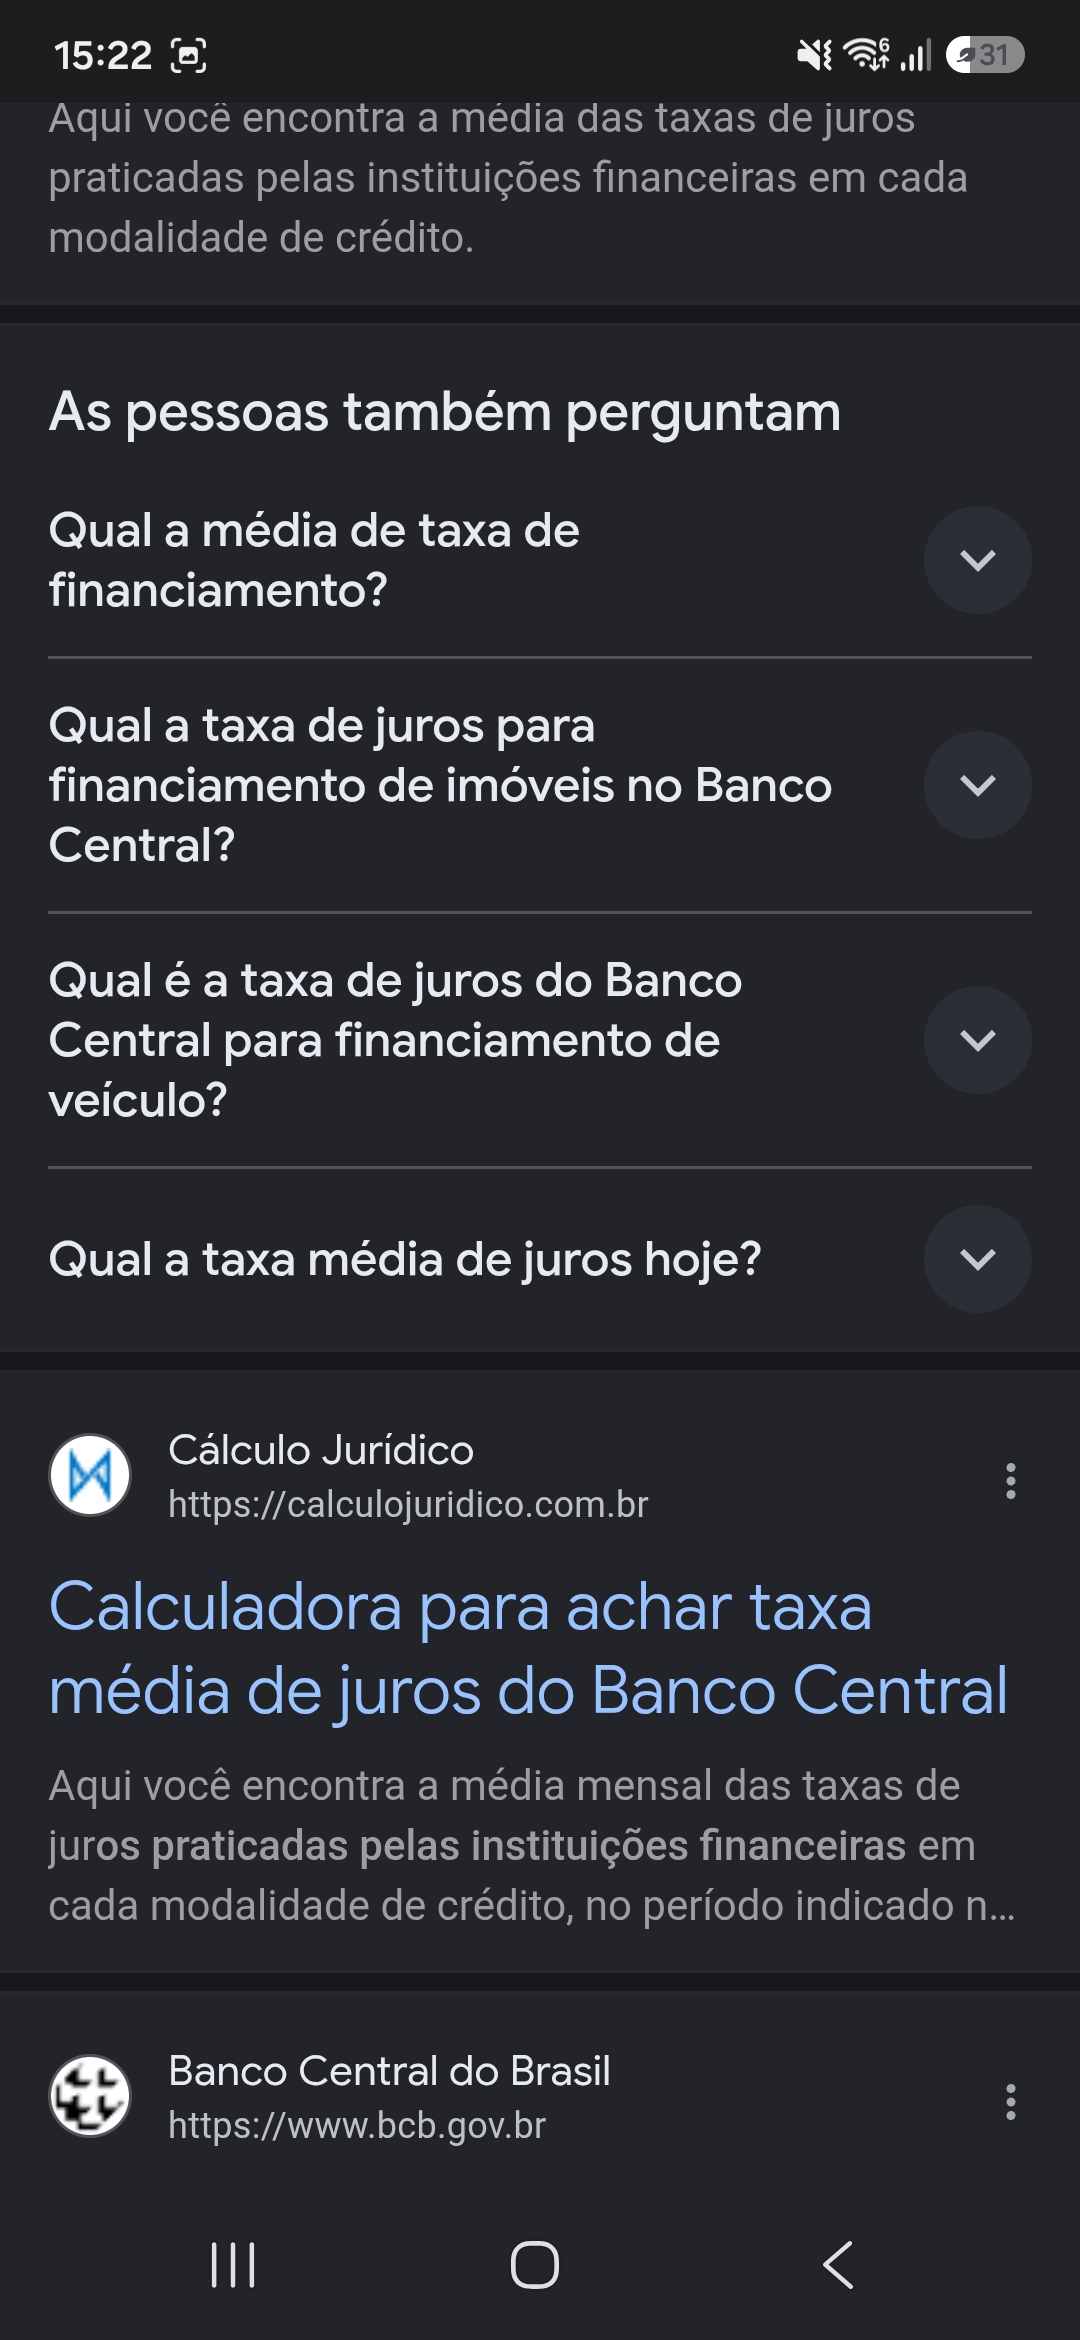 15:22
6
31
Aqui você encontra a média das taxas de juros
praticadas pelas instituições financeiras em cada
modalidade de crédito.
As pessoas também perguntam
Qual a média de taxa de
financiamento?
Qual a taxa de juros para
financiamento de imóveis no Banco
Central?
Qual é a taxa de juros do Banco
Central para financiamento de
veículo?
Qual a taxa média de juros hoje?
Cálculo Jurídico
https://calculojuridico.com.br
Calculadora para achar taxa
média de juros do Banco Central
Aqui você encontra a média mensal das taxas de
juros praticadas pelas instituições financeiras em
cada modalidade de crédito, no período indicado n...
Banco Central do Brasil
https://www.bcb.gov.br